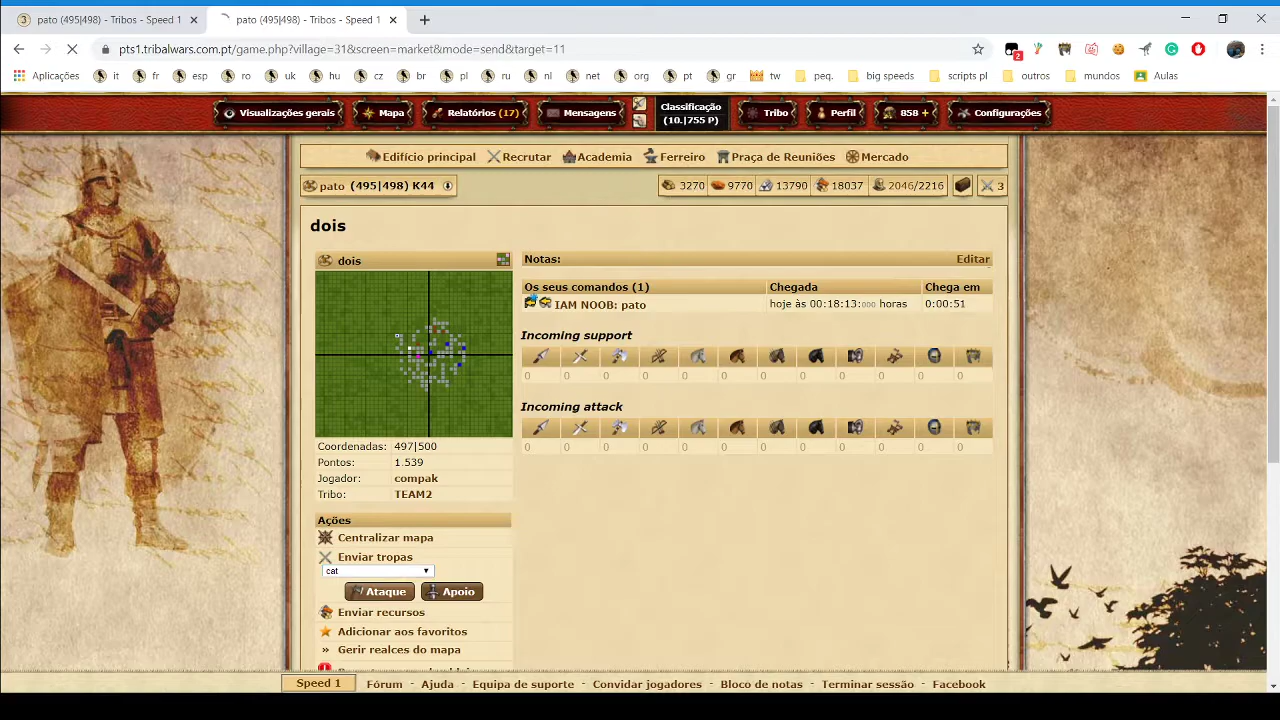 pato (495|498) - Tribos - Speed 1
pato (495|498) - Tribos - Speed 1
pts1.tribalwars.com.pt/game.php?village=31&screen=market&mode=send&target=11
2
Aplicações it fr esp ro uk hu cz br pl ru nl net org pt gr tw peq. big speeds scripts pl outros mundos Aulas
Visualizações gerais Mapa Relatórios (17) Mensagens Classificação (10.|755 P) Tribo Perfil 858 + Configurações
Edifício principal Recrutar Academia Ferreiro Praça de Reuniões Mercado
pato (495|498) K44 3270 9770 13790 18037 2046/2216 3
dois
dois
Coordenadas: 497|500
Pontos: 1.539
Jogador: compak
Tribo: TEAM2
Ações
Centralizar mapa
Enviar tropas
cat
Ataque Apoio
Enviar recursos
Adicionar aos favoritos
» Gerir realces do mapa
Notas: Editar
Os seus comandos (1) Chegada Chega em
IAM NOOB: pato hoje às 00:18:13:000 horas 0:00:51
Incoming support
0 0 0 0 0 0 0 0 0 0 0 0
Incoming attack
0 0 0 0 0 0 0 0 0 0 0 0
Speed 1 Fórum - Ajuda - Equipa de suporte - Convidar jogadores - Bloco de notas - Terminar sessão - Facebook